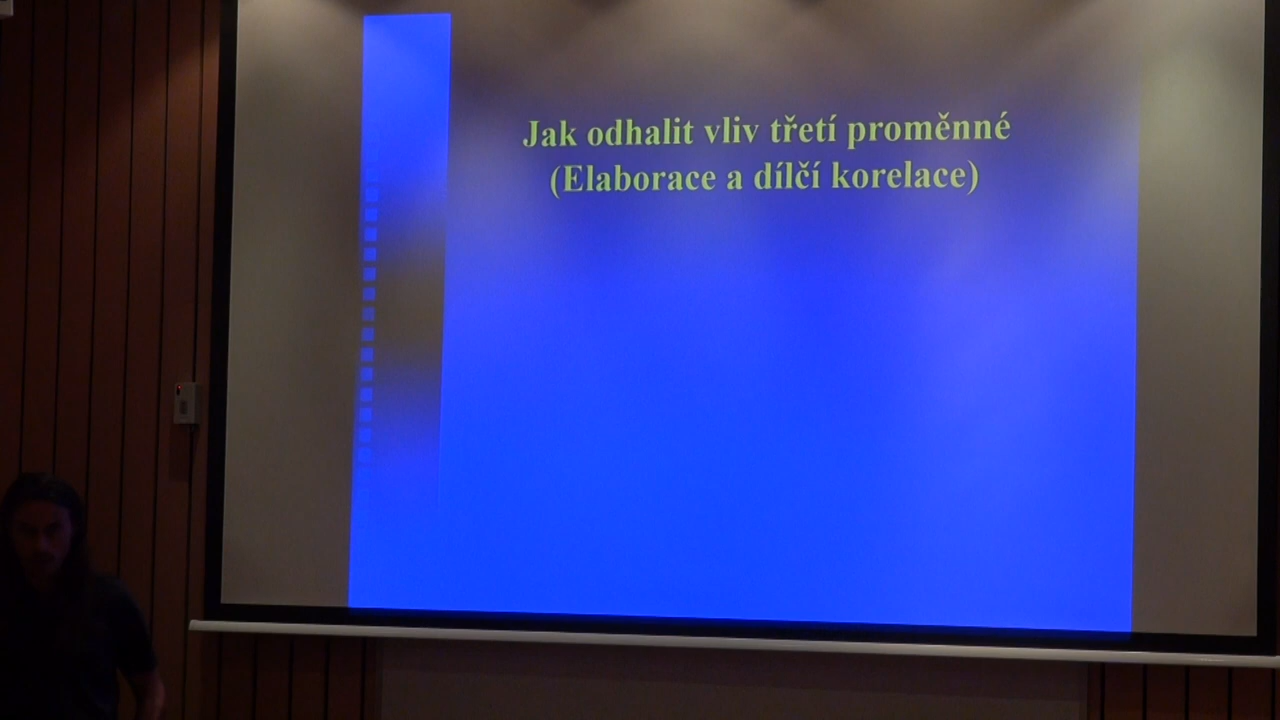 Jak odhalit vliv třetí proměnné
(Elaborace a dílčí korelace)